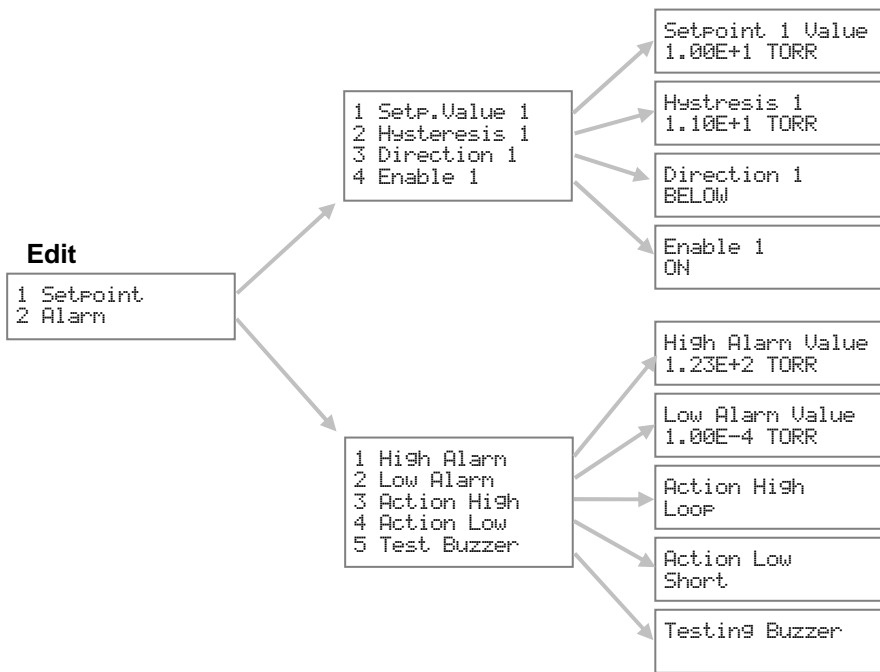 Edit
1 Setpoint
2 Alarm
1 Setp.Value 1
2 Hysteresis 1
3 Direction 1
4 Enable 1
Setpoint 1 Value
1.00E+1 TORR
Hystresis 1
1.10E+1 TORR
Direction 1
BELOW
Enable 1
ON
1 High Alarm
2 Low Alarm
3 Action High
4 Action Low
5 Test Buzzer
High Alarm Value
1.23E+2 TORR
Low Alarm Value
1.00E-4 TORR
Action High
Loop
Action Low
Short
Testing Buzzer